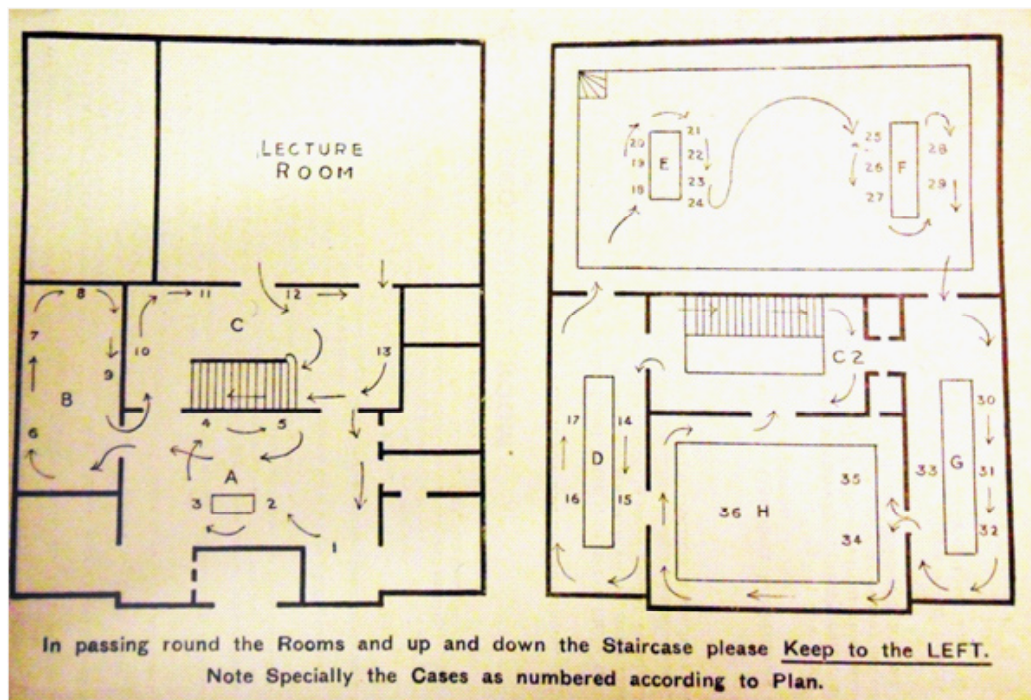 LECTURE
ROOM
8
11
12
7
C
10
9
13
B
4
5
6
A
3
2
1
21
20
22
E
19
23
18
24
25
28
F
26
29
27
C 2
30
17
14
D
G
33
31
16
15
35
32
36 H
34
In passing round the Rooms and up and down the Staircase please Keep to the LEFT.
Note Specially the Cases as numbered according to Plan.